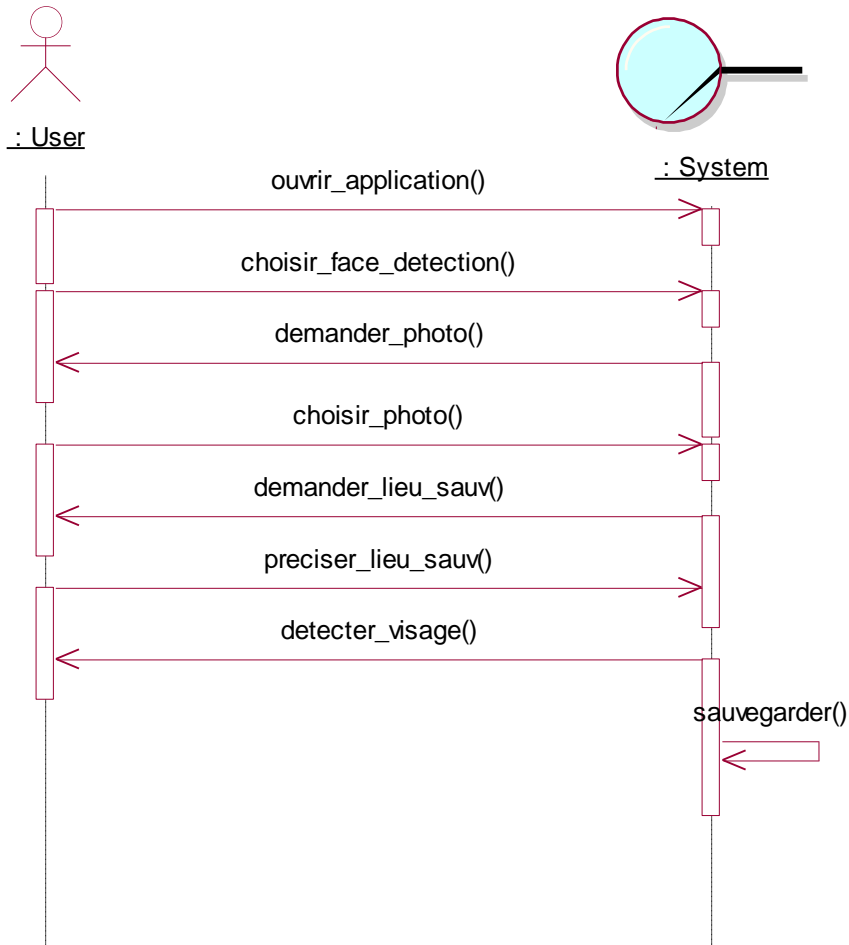 : User
: System
ouvrir_application()
choisir_face_detection()
demander_photo()
choisir_photo()
demander_lieu_sauv()
preciser_lieu_sauv()
detecter_visage()
sauvegarder()